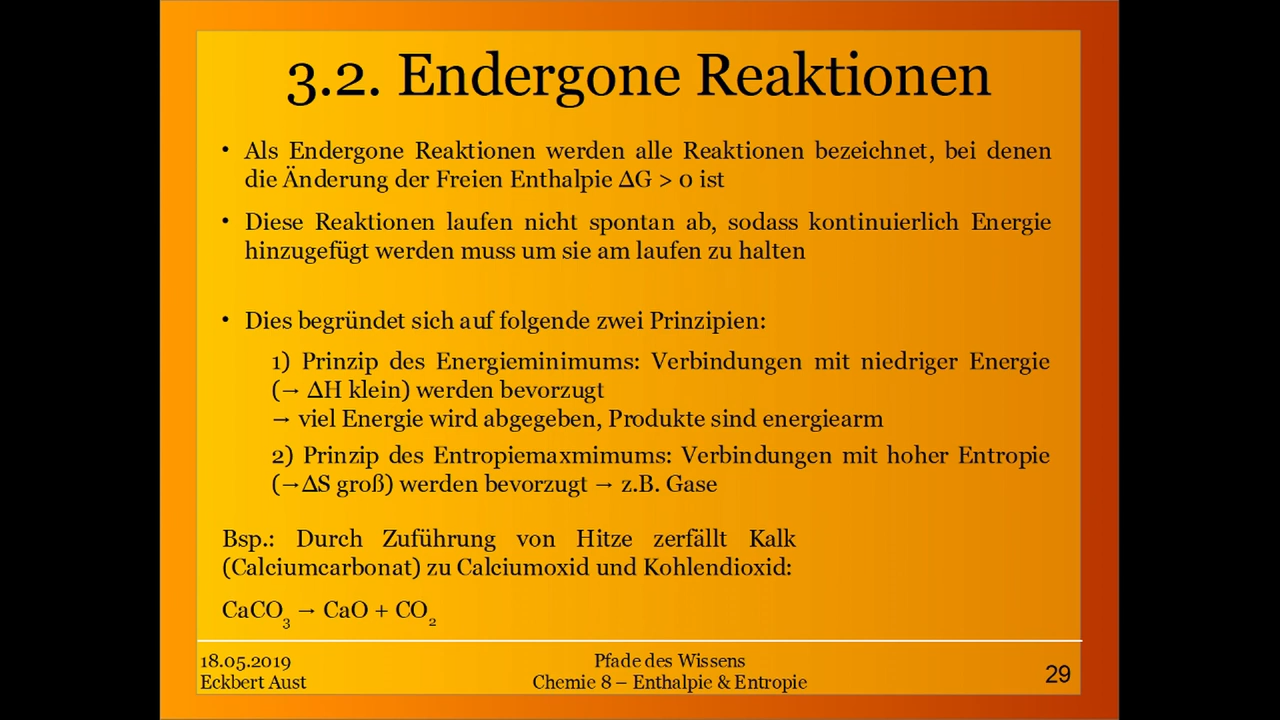 3.2. Endergone Reaktionen
• Als Endergone Reaktionen werden alle Reaktionen bezeichnet, bei denen
die Änderung der Freien Enthalpie ΔG > 0 ist
• Diese Reaktionen laufen nicht spontan ab, sodass kontinuierlich Energie
hinzugefügt werden muss um sie am laufen zu halten
• Dies begründet sich auf folgende zwei Prinzipien:
1) Prinzip des Energieminimums: Verbindungen mit niedriger Energie
(→ ΔH klein) werden bevorzugt
→ viel Energie wird abgegeben, Produkte sind energiearm
2) Prinzip des Entropiemaxmimums: Verbindungen mit hoher Entropie
(→ΔS groß) werden bevorzugt → z.B. Gase
Bsp.: Durch Zuführung von Hitze zerfällt Kalk
(Calciumcarbonat) zu Calciumoxid und Kohlendioxid:
CaCO₃ → CaO + CO₂
18.05.2019
Eckbert Aust
Pfade des Wissens
Chemie 8 – Enthalpie & Entropie
29